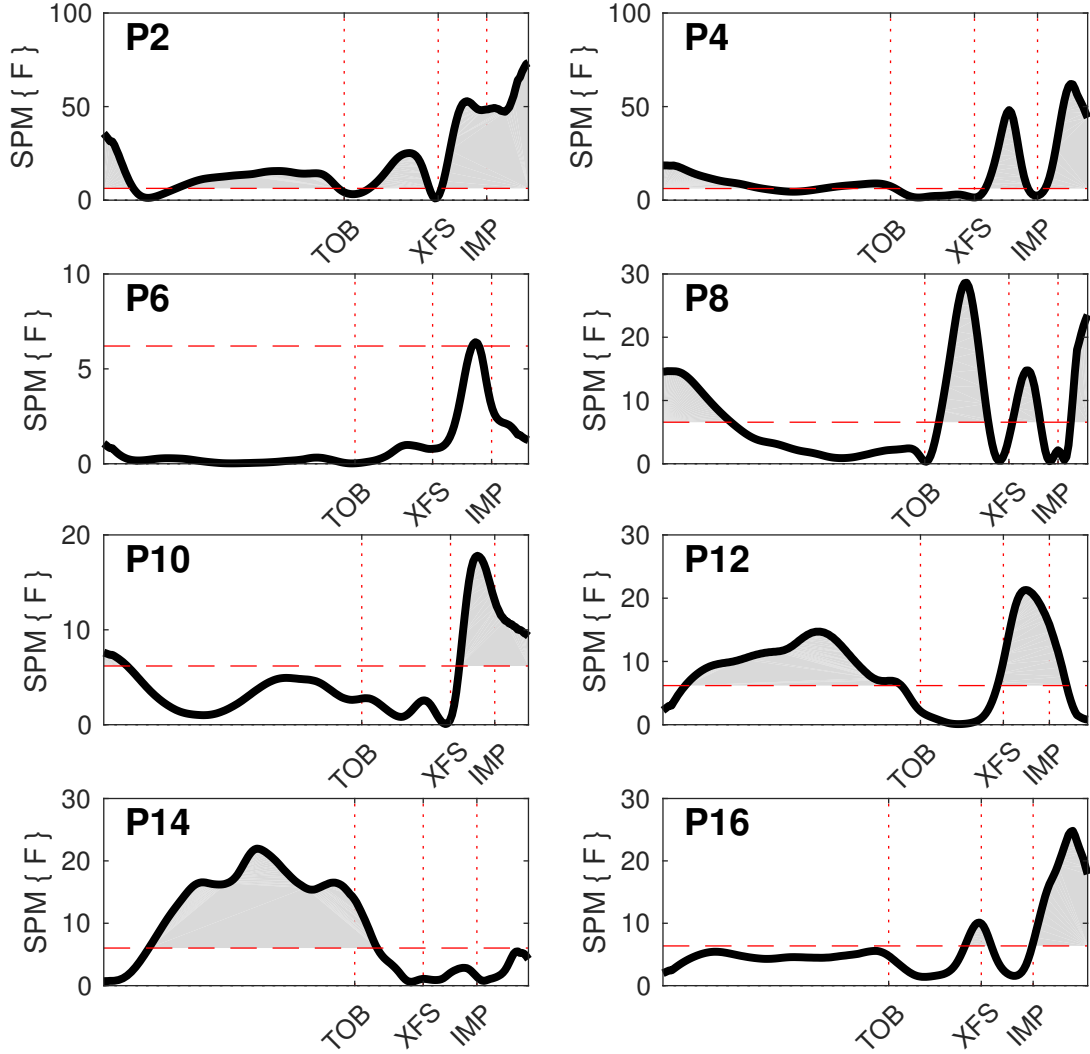 P2
SPM { F }
100
50
0
TOB
XFS
IMP
P4
SPM { F }
100
50
0
TOB
XFS
IMP
P6
SPM { F }
10
5
0
TOB
XFS
IMP
P8
SPM { F }
30
20
10
0
TOB
XFS
IMP
P10
SPM { F }
20
10
0
TOB
XFS
IMP
P12
SPM { F }
30
20
10
0
TOB
XFS
IMP
P14
SPM { F }
30
20
10
0
TOB
XFS
IMP
P16
SPM { F }
30
20
10
0
TOB
XFS
IMP